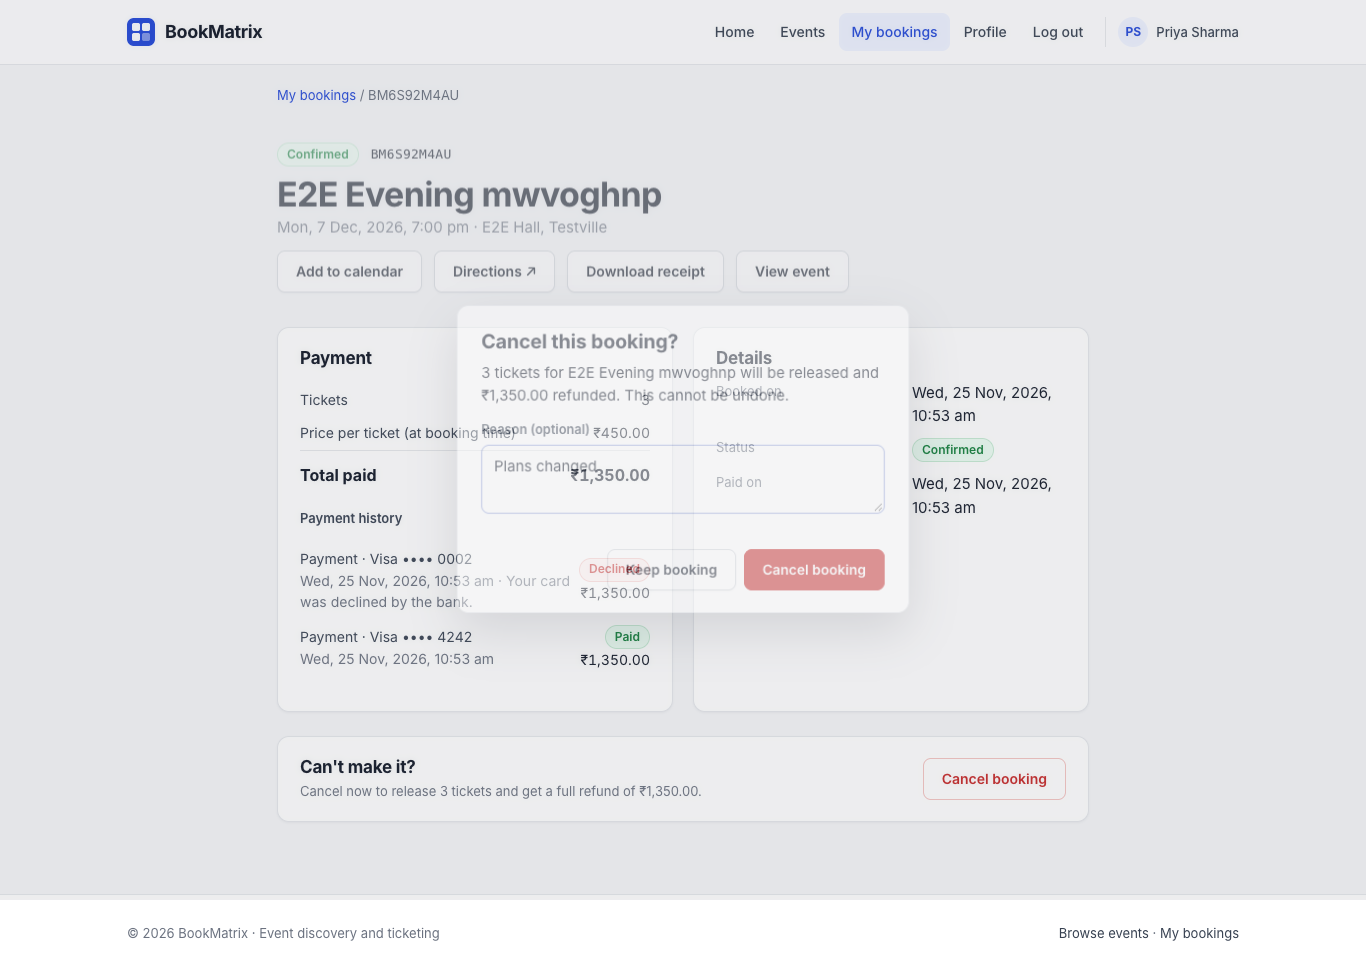 BookMatrix
Home Events My bookings Profile Log out PS Priya Sharma
My bookings / BM6S92M4AU
Confirmed BM6S92M4AU
E2E Evening mwvoghnp
Mon, 7 Dec, 2026, 7:00 pm · E2E Hall, Testville
Add to calendar Directions ↗ Download receipt View event
Cancel this booking?
3 tickets for E2E Evening mwvoghnp will be released and
₹1,350.00 refunded. This cannot be undone.
Reason (optional)
Plans changed
Keep booking Cancel booking
Payment
Tickets 3
Price per ticket (at booking time) ₹450.00
Total paid ₹1,350.00
Payment history
Payment · Visa •••• 0002 Declined
Wed, 25 Nov, 2026, 10:53 am · Your card
was declined by the bank.
₹1,350.00
Payment · Visa •••• 4242 Paid
Wed, 25 Nov, 2026, 10:53 am ₹1,350.00
Details
Booked on Wed, 25 Nov, 2026,
10:53 am
Status Confirmed
Paid on Wed, 25 Nov, 2026,
10:53 am
Can't make it?
Cancel now to release 3 tickets and get a full refund of ₹1,350.00.
Cancel booking
© 2026 BookMatrix · Event discovery and ticketing
Browse events · My bookings